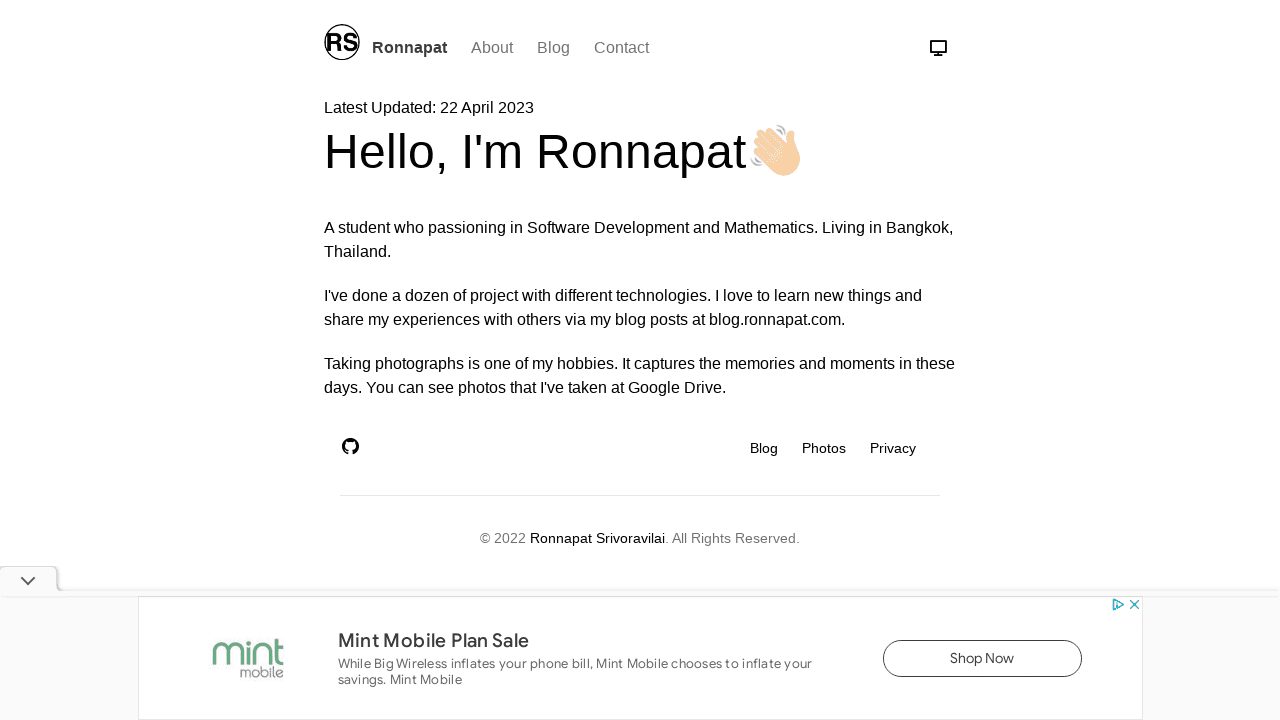 RS
Ronnapat About Blog Contact
Latest Updated: 22 April 2023
Hello, I'm Ronnapat
A student who passioning in Software Development and Mathematics. Living in Bangkok,
Thailand.
I've done a dozen of project with different technologies. I love to learn new things and
share my experiences with others via my blog posts at blog.ronnapat.com.
Taking photographs is one of my hobbies. It captures the memories and moments in these
days. You can see photos that I've taken at Google Drive.
Blog Photos Privacy
© 2022 Ronnapat Srivoravilai. All Rights Reserved.
mint
mobile
Mint Mobile Plan Sale
While Big Wireless inflates your phone bill, Mint Mobile chooses to inflate your
savings. Mint Mobile
Shop Now